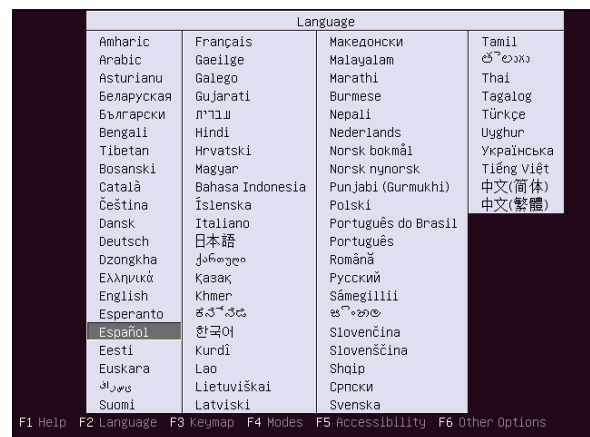 Language
Amharic
Arabic
Asturianu
Беларуская
Български
Bengali
Tibetan
Bosanski
Català
Čeština
Dansk
Deutsch
Dzongkha
Ελληνικά
English
Esperanto
Español
Eesti
Euskara
فارسی
Suomi
Français
Gaeilge
Galego
Gujarati
עברית
Hindi
Hrvatski
Magyar
Bahasa Indonesia
Íslenska
Italiano
日本語
ქართული
Қазақ
Khmer
ಕನ್ನಡ
한국어
Kurdî
Lao
Lietuviškai
Latviski
Македонски
Malayalam
Marathi
Burmese
Nepali
Nederlands
Norsk bokmål
Norsk nynorsk
Punjabi (Gurmukhi)
Polski
Português do Brasil
Português
Română
Русский
Sámegillii
සිංහල
Slovenčina
Slovenščina
Shqip
Српски
Svenska
Tamil
తెలుగు
Thai
Tagalog
Türkçe
Uyghur
Українська
Tiếng Việt
中文(简体)
中文(繁體)
F1 Help F2 Language F3 Keymap F4 Modes F5 Accessibility F6 Other Options